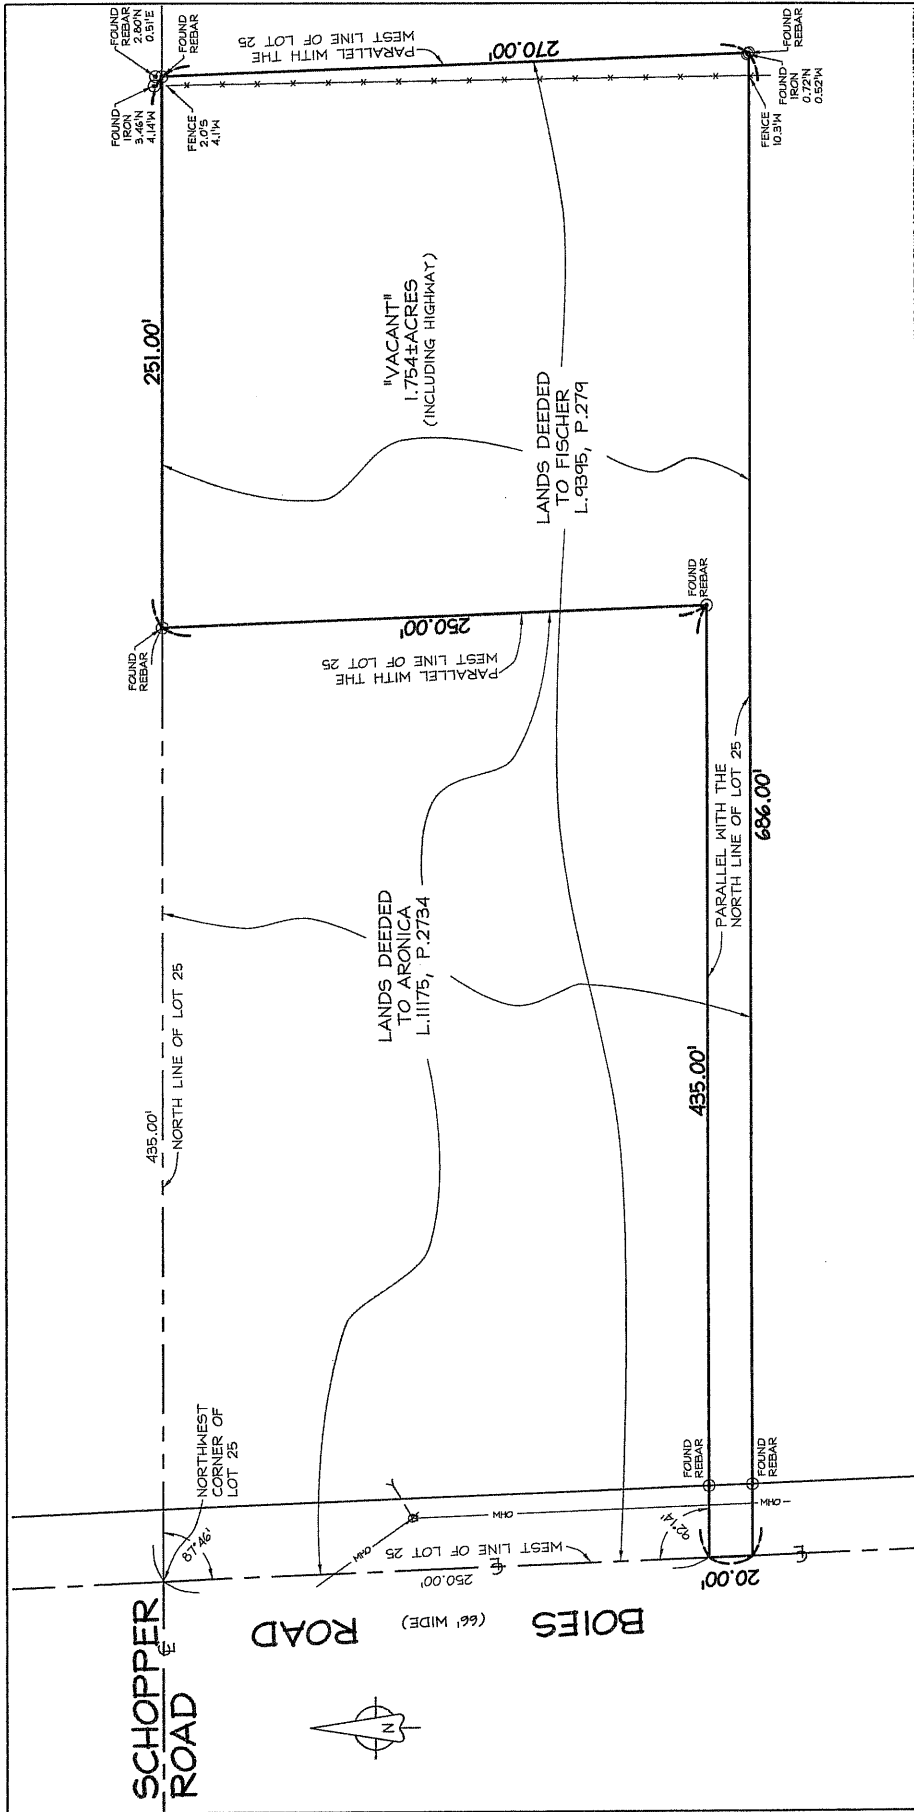 FOUND
REBAR
2.80'N
0.51'E
FOUND
REBAR
FOUND
IRON
3.46'N
4.14'W
FENCE
2.0'S
4.1'W
PARALLEL WITH THE
WEST LINE OF LOT 25
270.00'
FOUND
REBAR
FOUND
IRON
0.72'N
0.52'W
FENCE
10.3'W
251.00'
"VACANT"
1.754±ACRES
(INCLUDING HIGHWAY)
LANDS DEEDED
TO FISCHER
L.9395, P.279
FOUND
REBAR
250.00'
PARALLEL WITH THE
WEST LINE OF LOT 25
FOUND
REBAR
PARALLEL WITH THE
NORTH LINE OF LOT 25
686.00'
LANDS DEEDED
TO ARONICA
L.11175, P.2734
435.00'
NORTH LINE OF LOT 25
435.00'
NORTHWEST
CORNER OF
LOT 25
87°46'
OHW
OHW
OHW
WEST LINE OF LOT 25
250.00'
92°14'
FOUND
REBAR
FOUND
REBAR
20.00'
SCHOPPER
ROAD
BOIES
ROAD
(66' WIDE)
N